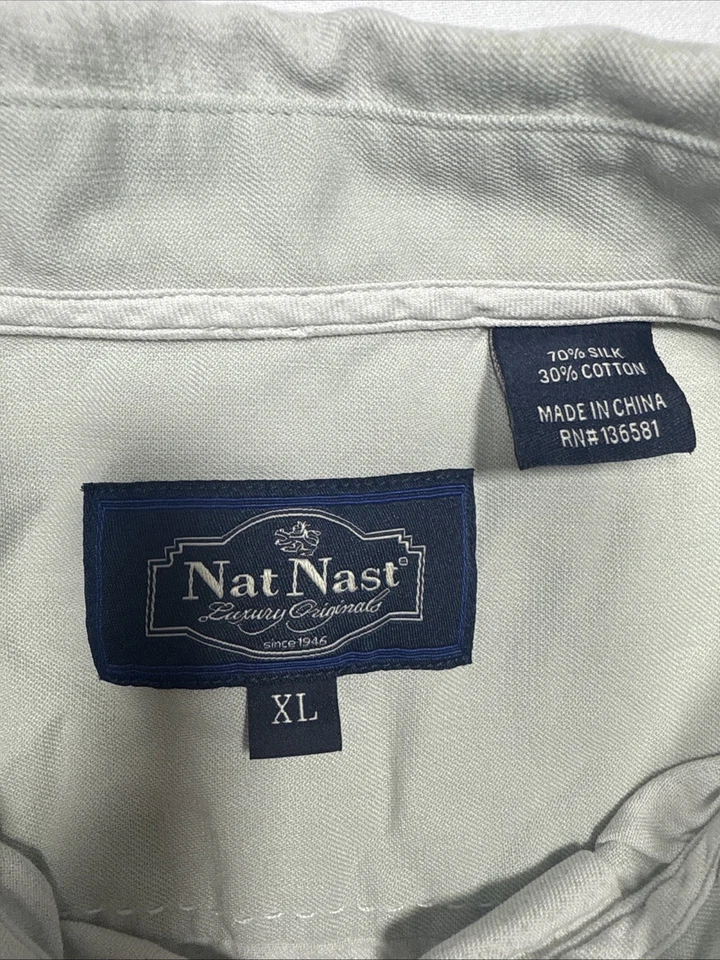 70% SILK
30% COTTON
MADE IN CHINA
RN# 136581
Nat Nast
Luxury Originals
since 1946
XL